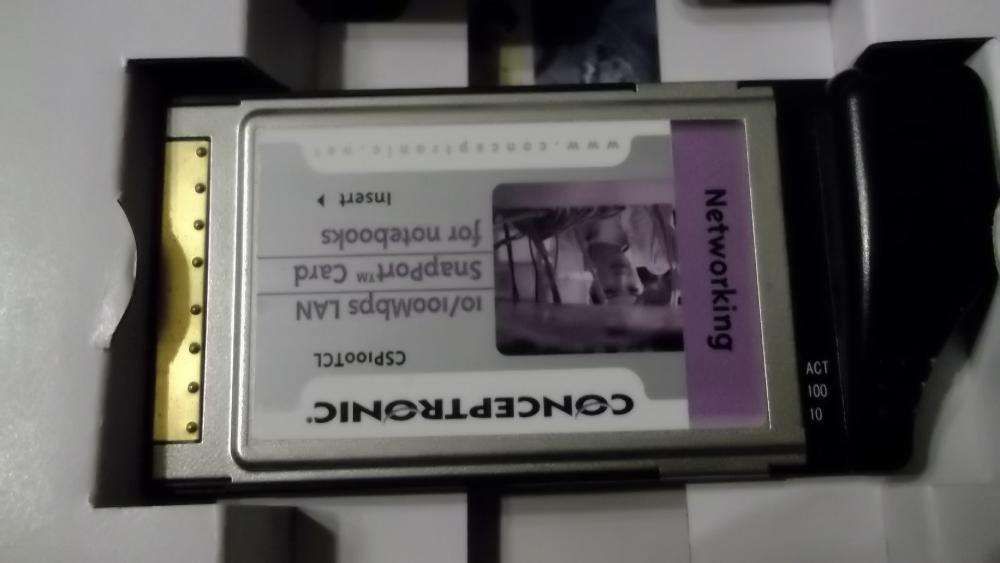 CONCEPTRONIC®
CSP100TCL
10/100Mbps LAN
SnapPort™ Card
for notebooks
Insert
www.conceptronic.net
Networking
ACT
100
10